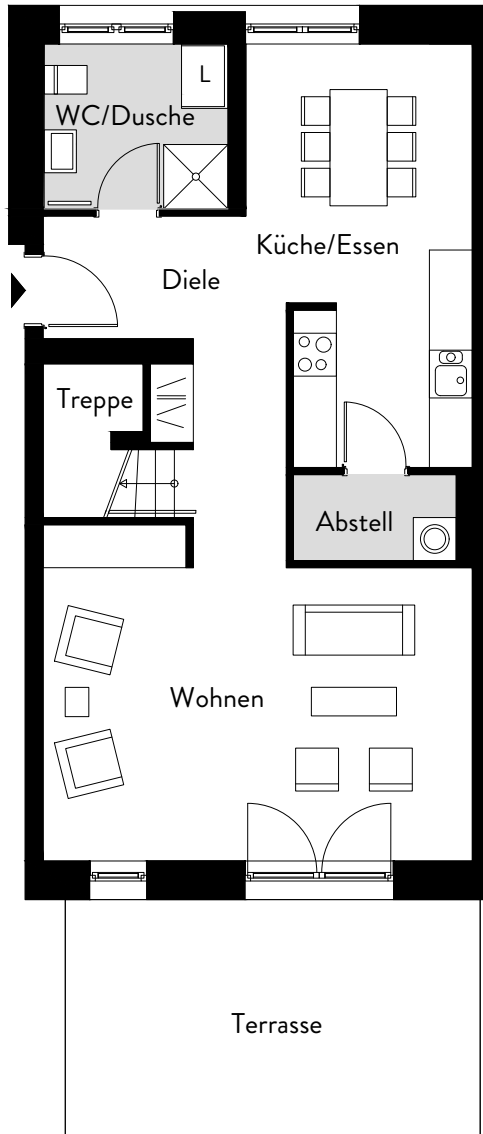 L
WC/Dusche
Küche/Essen
Diele
Treppe
Abstell
Wohnen
Terrasse